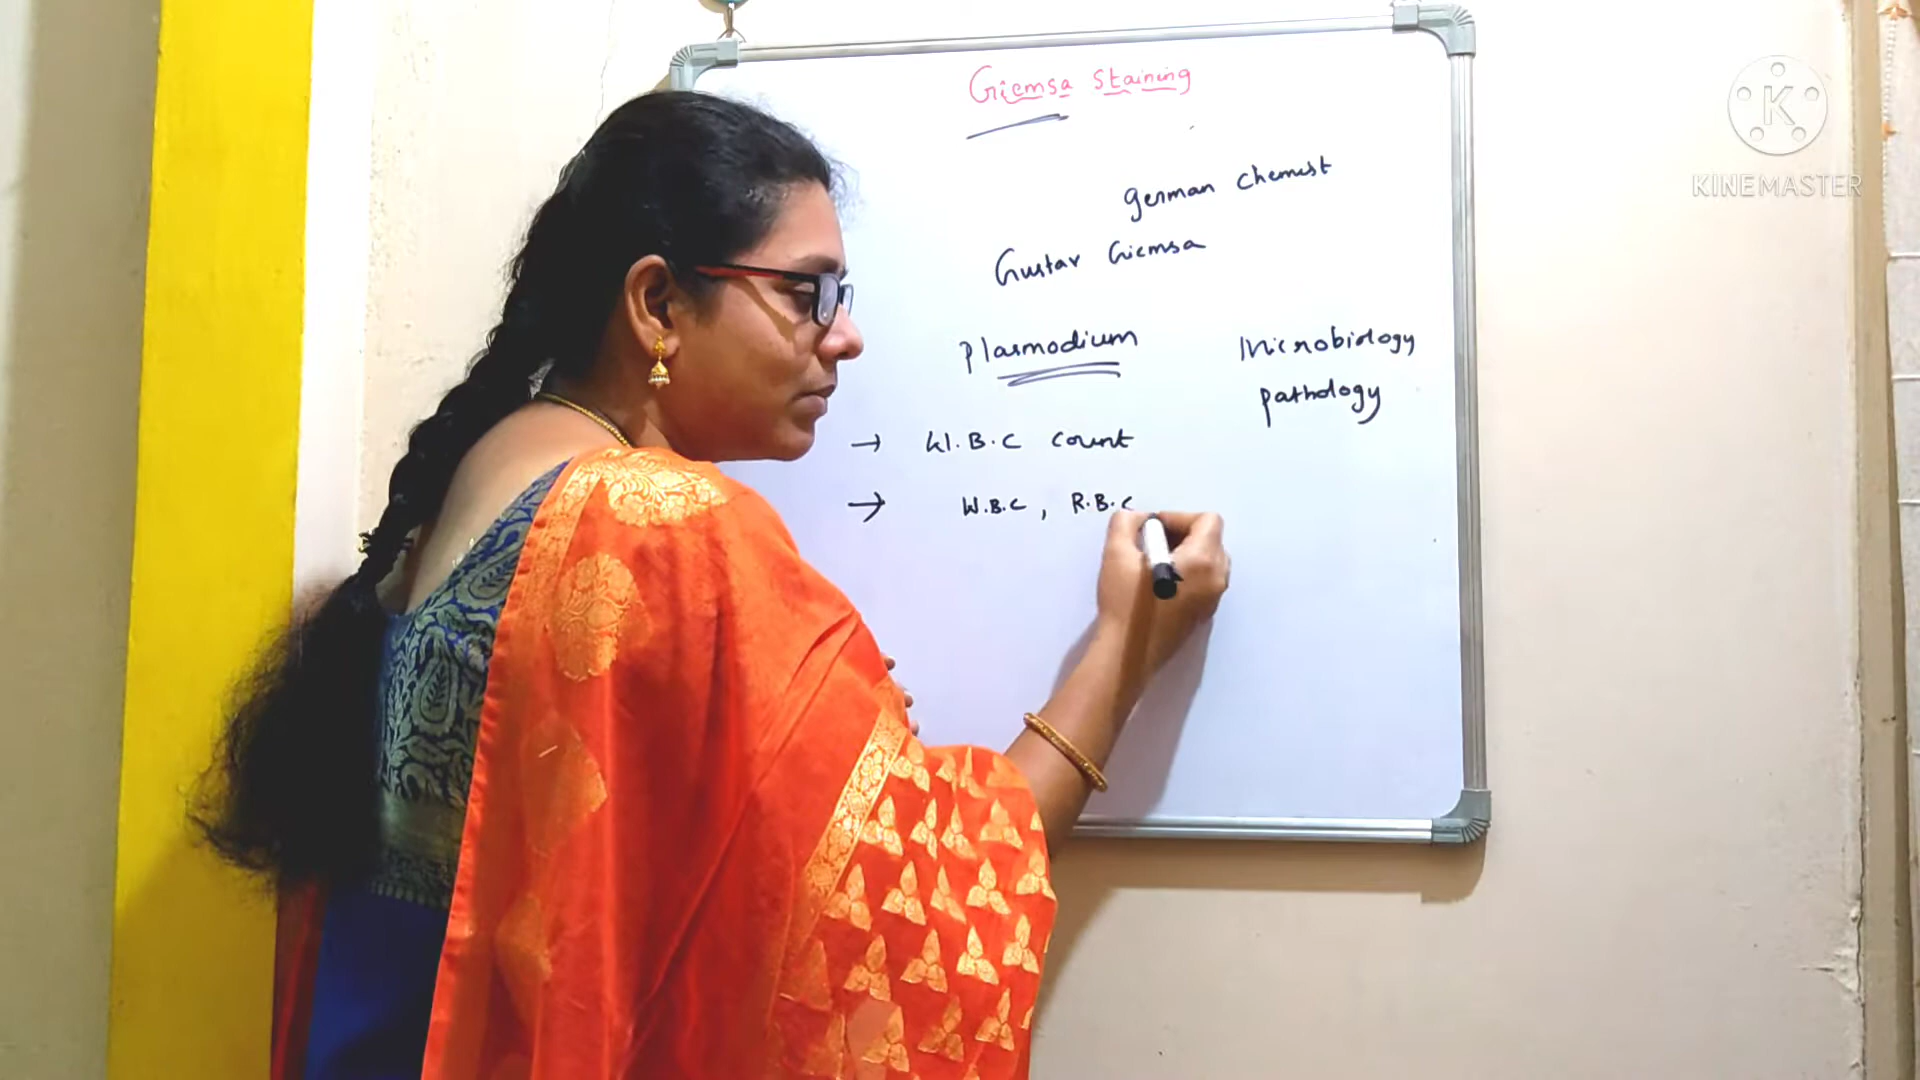 Giemsa Staining
german chemist
Gustav Giemsa
Plasmodium
Microbiology
pathology
→ W.B.C count
→ W.B.C, R.B.C
K
KINEMASTER